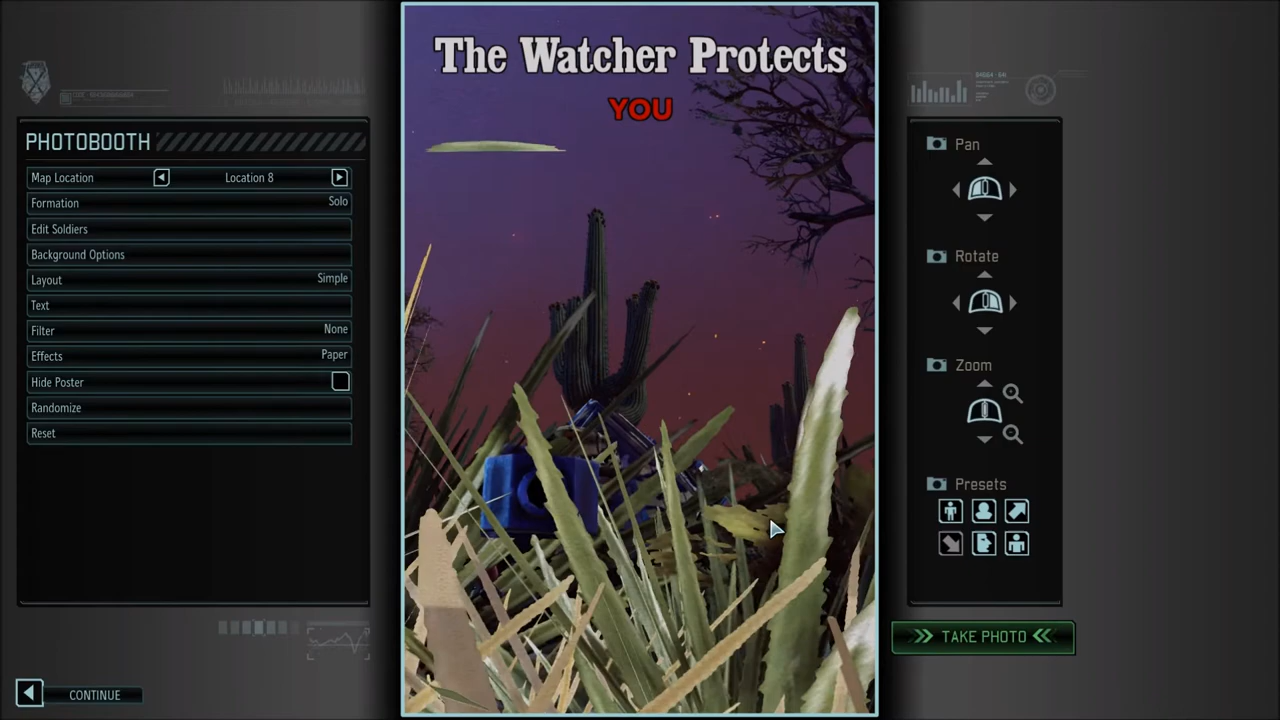 The Watcher Protects
YOU
PHOTOBOOTH
Map Location
Location 8
Formation
Solo
Edit Soldiers
Background Options
Layout
Simple
Text
Filter
None
Effects
Paper
Hide Poster
Randomize
Reset
CONTINUE
Pan
Rotate
Zoom
Presets
TAKE PHOTO